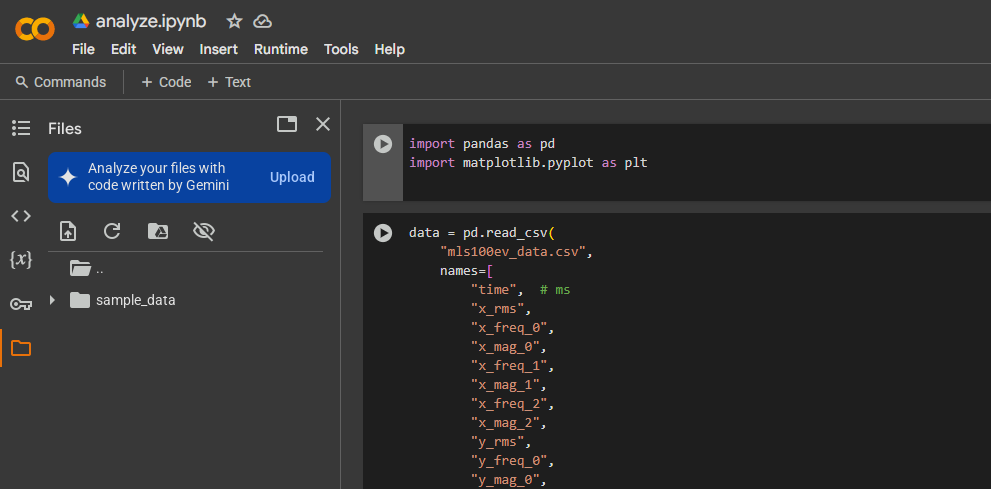 analyze.ipynb
File Edit View Insert Runtime Tools Help
Commands + Code + Text
Files
Analyze your files with
code written by Gemini
Upload
{x}
..
sample_data
import pandas as pd
import matplotlib.pyplot as plt
data = pd.read_csv(
"mls100ev_data.csv",
names=[
"time",  # ms
"x_rms",
"x_freq_0",
"x_mag_0",
"x_freq_1",
"x_mag_1",
"x_freq_2",
"x_mag_2",
"y_rms",
"y_freq_0",
"y_mag_0",